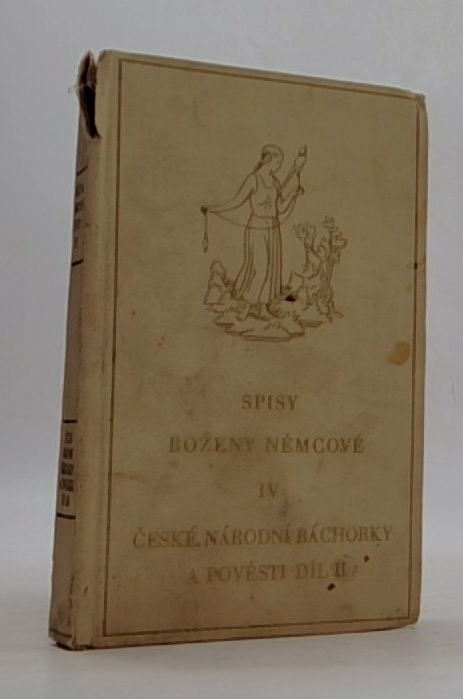 SPISY
BOŽENY NĚMCOVÉ
IV
ČESKÉ NÁRODNÍ BÁCHORKY
A POVĚSTI DÍL II